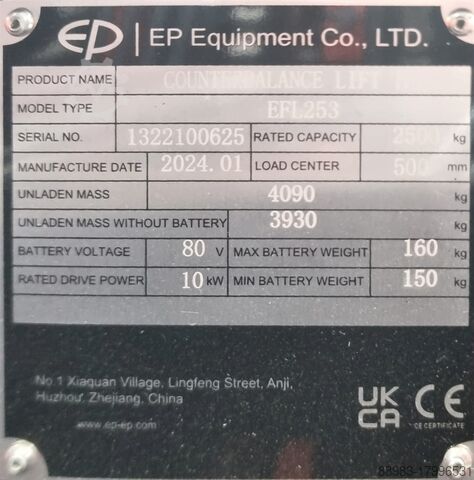 EP EP Equipment Co., LTD.
PRODUCT NAME COUNTERBALANCE LIFT
MODEL TYPE EFL253
SERIAL NO. 1322100625 RATED CAPACITY 2500 kg
MANUFACTURE DATE 2024.01 LOAD CENTER 500 mm
UNLADEN MASS 4090 kg
UNLADEN MASS WITHOUT BATTERY 3930 kg
BATTERY VOLTAGE 80 V MAX BATTERY WEIGHT 160 kg
RATED DRIVE POWER 10 kW MIN BATTERY WEIGHT 150 kg
No.1 Xiaquan Village, Lingfeng Street, Anji,
Huzhou, Zhejiang, China
www.ep-ep.com
UK CA CE
CE CERTIFICATE
88983-17996531